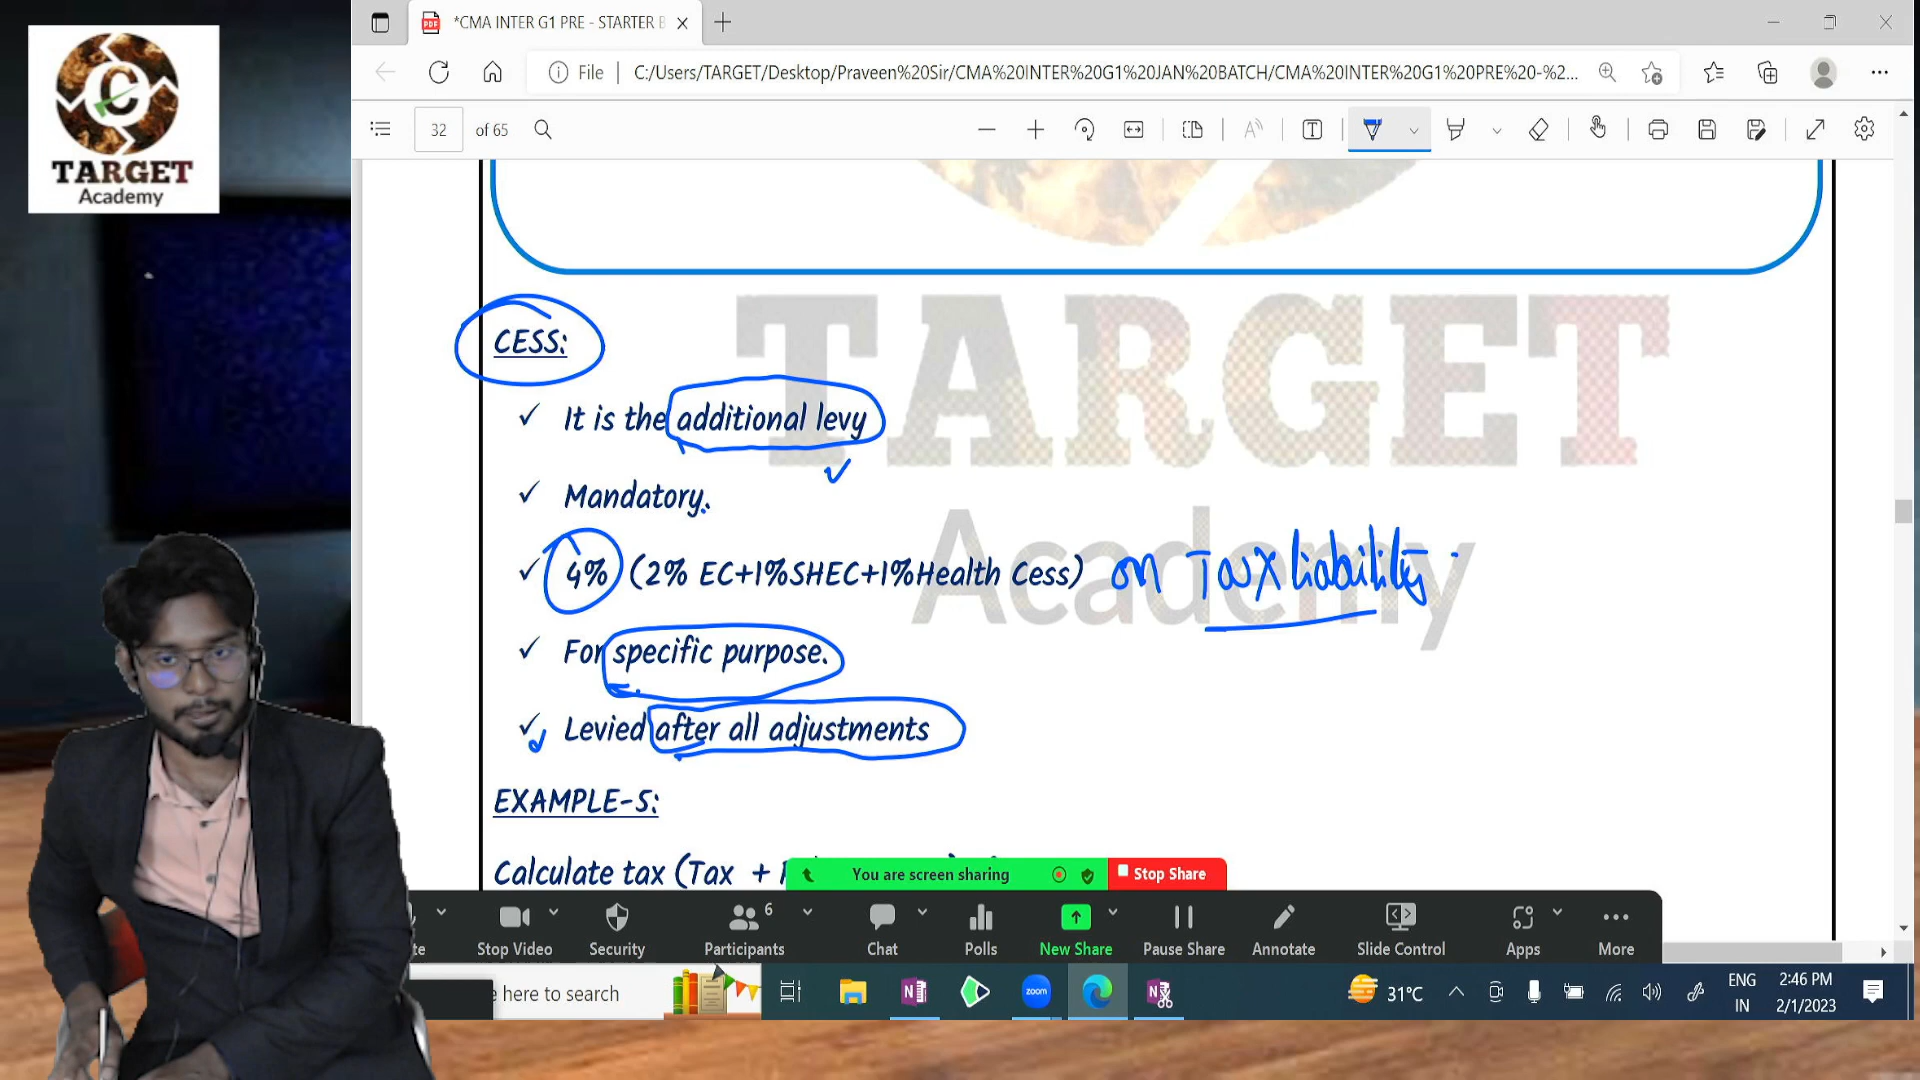 C
TARGET
Academy
*CMA INTER G1 PRE - STARTER B
File
C:/Users/TARGET/Desktop/Praveen%20Sir/CMA%20INTER%20G1%20JAN%20BATCH/CMA%20INTER%20G1%20PRE%20-%2...
32 of 65
TARGET
Academy
CESS:
✓ It is the additional levy
✓ Mandatory.
✓ 4% (2% EC+1%SHEC+1%Health Cess) on Tax liability
✓ For specific purpose.
✓ Levied after all adjustments
EXAMPLE-5:
Calculate tax (Tax +
You are screen sharing
Stop Share
te
Stop Video
Security
Participants
6
Chat
Polls
New Share
Pause Share
Annotate
Slide Control
Apps
More
e here to search
zoom
31°C
ENG
IN
2:46 PM
2/1/2023